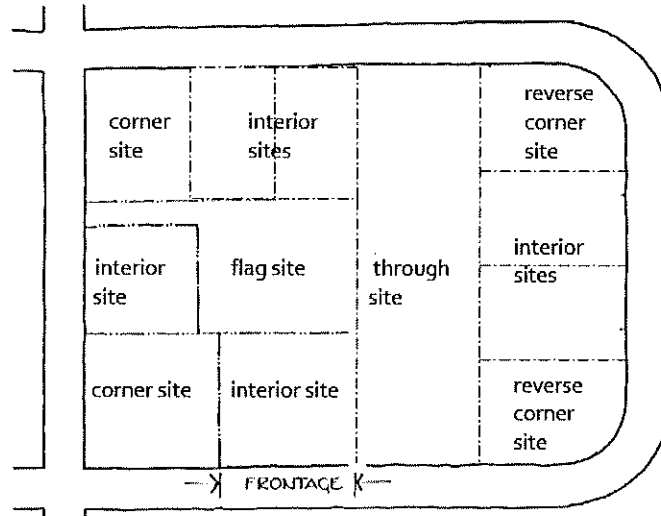 corner
site
interior
sites
reverse
corner
site
interior
site
flag site
through
site
interior
sites
corner site
interior site
reverse
corner
site
FRONTAGE